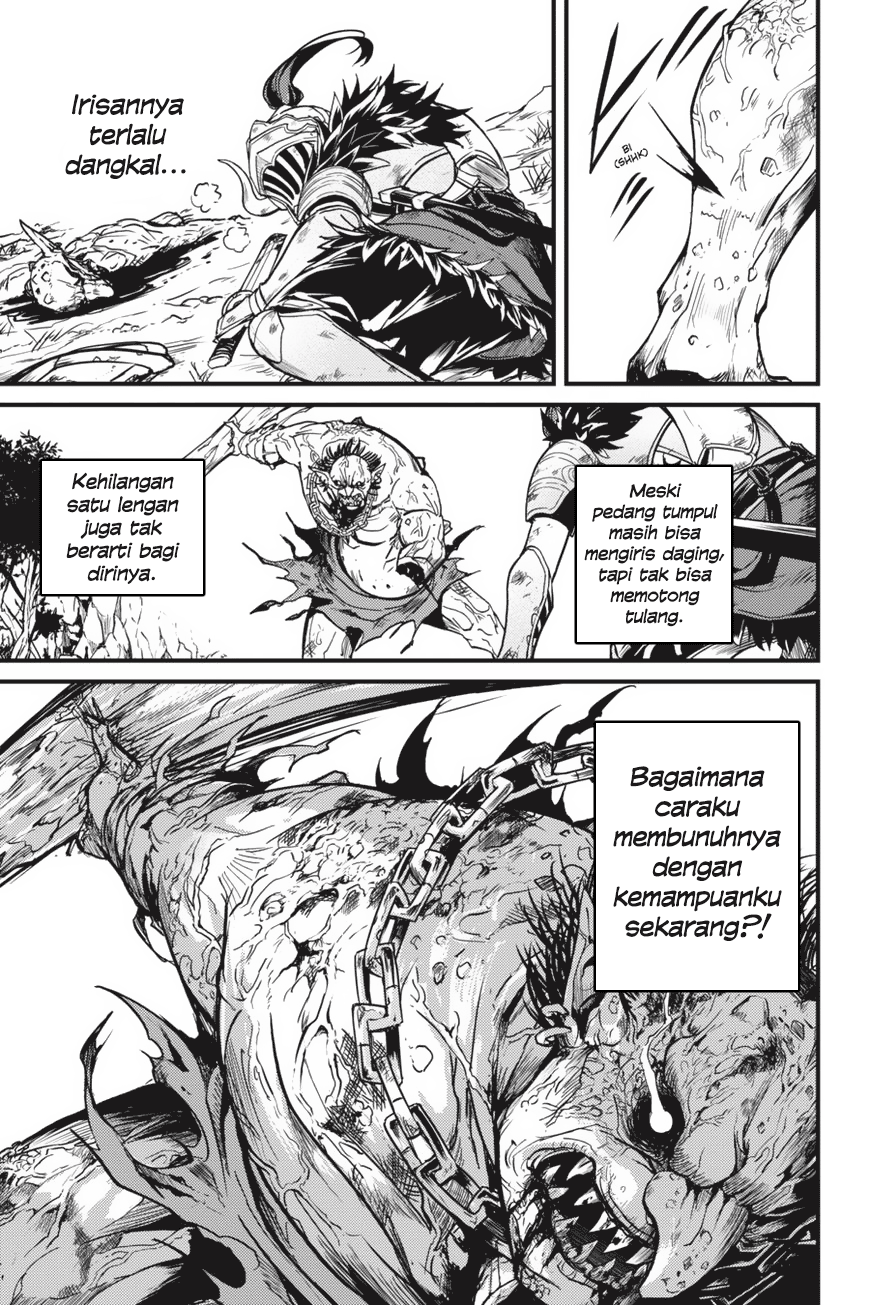 BI
(SHHK)
Irisannya
terlalu
dangkal...
Meski
pedang tumpul
masih bisa
mengiris daging,
tapi tak bisa
memotong
tulang.
Kehilangan
satu lengan
juga tak
berarti bagi
dirinya.
Bagaimana
caraku
membunuhnya
dengan
kemampuanku
sekarang?!